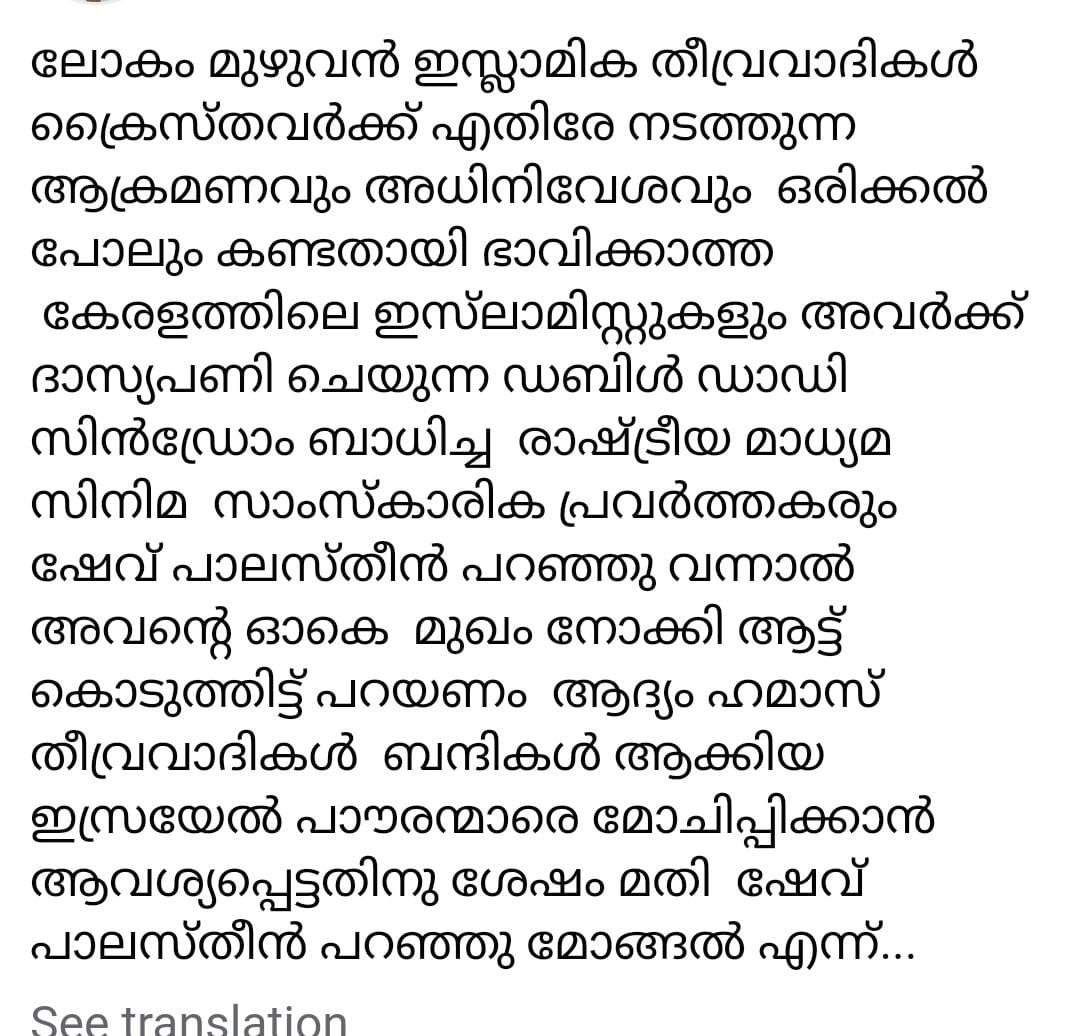 ലോകം മുഴുവൻ ഇസ്ലാമിക തീവ്രവാദികൾ
ക്രൈസ്തവർക്ക് എതിരേ നടത്തുന്ന
ആക്രമണവും അധിനിവേശവും ഒരിക്കൽ
പോലും കണ്ടതായി ഭാവിക്കാത്ത
കേരളത്തിലെ ഇസ്‌ലാമിസ്റ്റുകളും അവർക്ക്
ദാസ്യപണി ചെയുന്ന ഡബിൾ ഡാഡി
സിൻഡ്രോം ബാധിച്ച രാഷ്ട്രീയ മാധ്യമ
സിനിമ സാംസ്കാരിക പ്രവർത്തകരും
ഷേവ് പാലസ്തീൻ പറഞ്ഞു വന്നാൽ
അവന്റെ ഓകെ മുഖം നോക്കി ആട്ട്
കൊടുത്തിട്ട് പറയണം ആദ്യം ഹമാസ്
തീവ്രവാദികൾ ബന്ദികൾ ആക്കിയ
ഇസ്രയേൽ പാൗരന്മാരെ മോചിപ്പിക്കാൻ
ആവശ്യപ്പെട്ടതിനു ശേഷം മതി ഷേവ്
പാലസ്തീൻ പറഞ്ഞു മോങ്ങൽ എന്ന്...
See translation